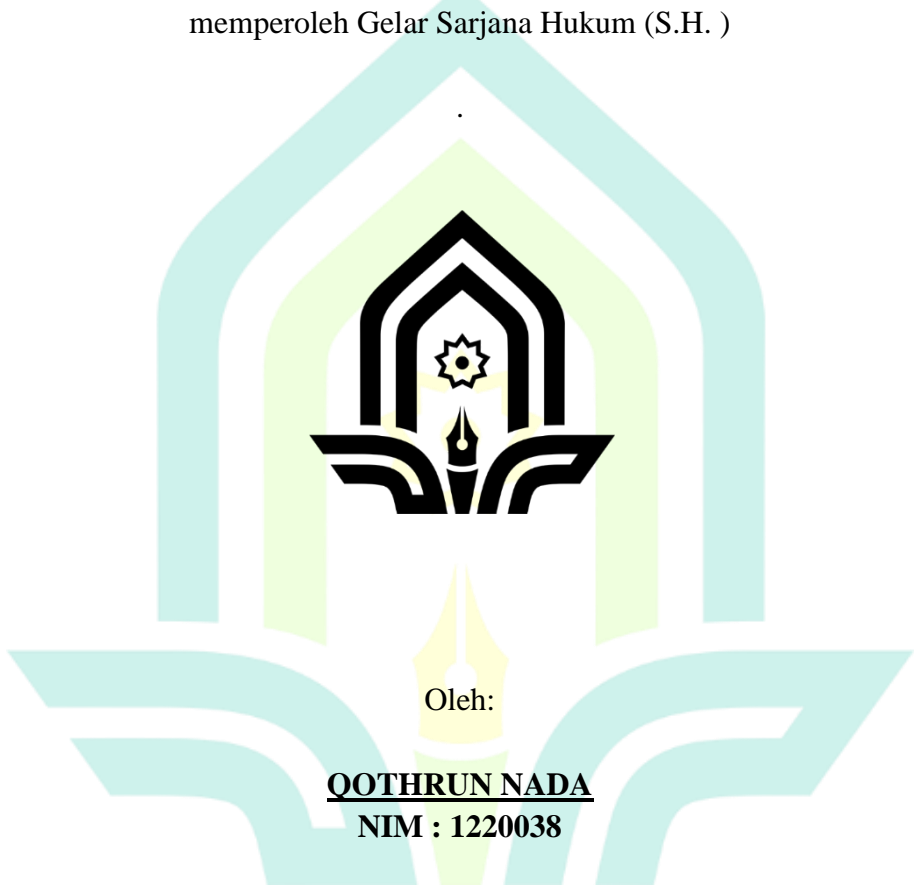 memperoleh Gelar Sarjana Hukum (S.H. )
.
Oleh:
QOTHRUN NADA
NIM : 1220038